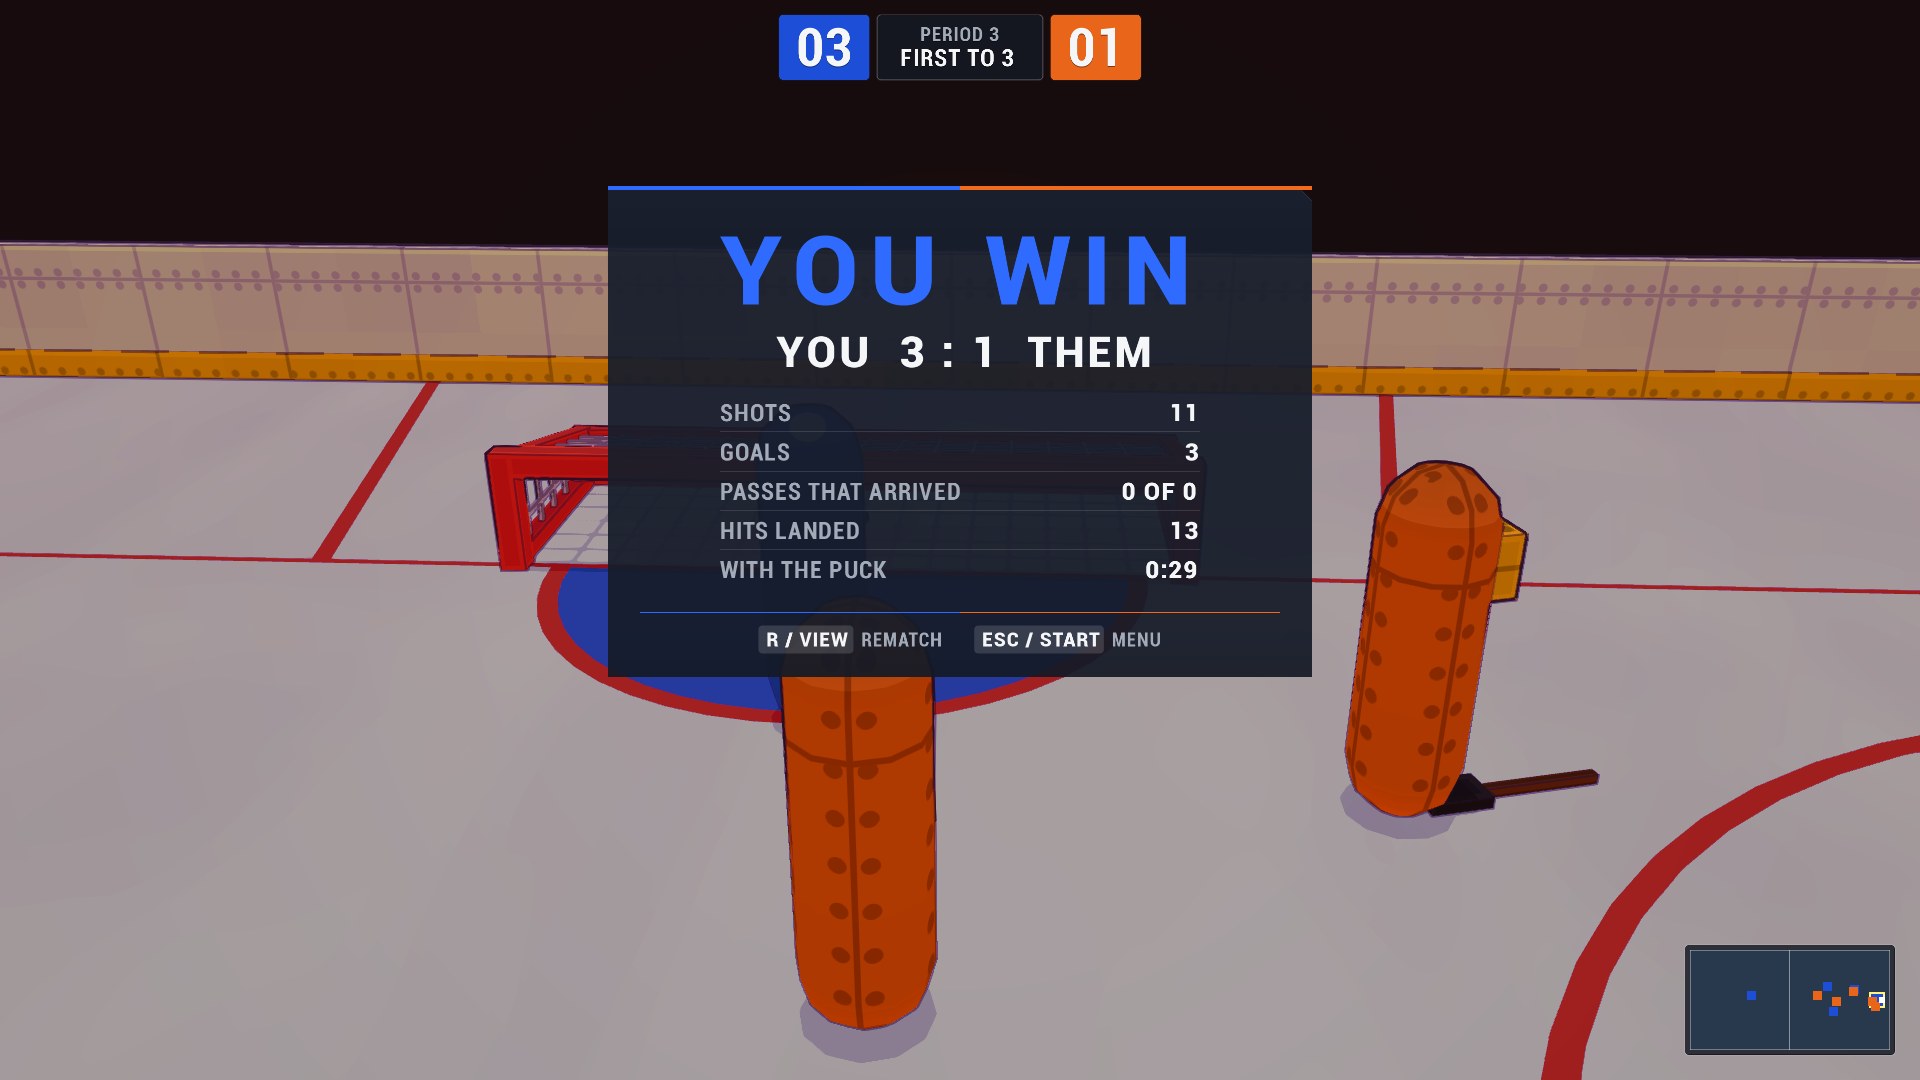 03
PERIOD 3
FIRST TO 3
01
YOU WIN
YOU 3 : 1 THEM
SHOTS 11
GOALS 3
PASSES THAT ARRIVED 0 OF 0
HITS LANDED 13
WITH THE PUCK 0:29
R / VIEW REMATCH ESC / START MENU